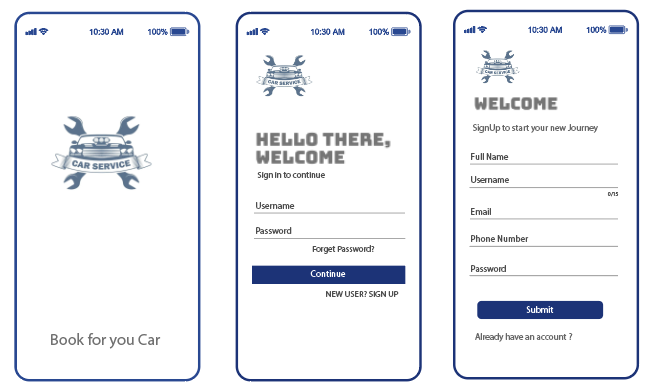 10:30 AM 100%
CAR SERVICE
Book for you Car
10:30 AM 100%
CAR SERVICE
HELLO THERE,
WELCOME
Sign in to continue
Username
Password
Forget Password?
Continue
NEW USER? SIGN UP
10:30 AM 100%
CAR SERVICE
WELCOME
SignUp to start your new Journey
Full Name
Username
0/15
Email
Phone Number
Password
Submit
Already have an account ?